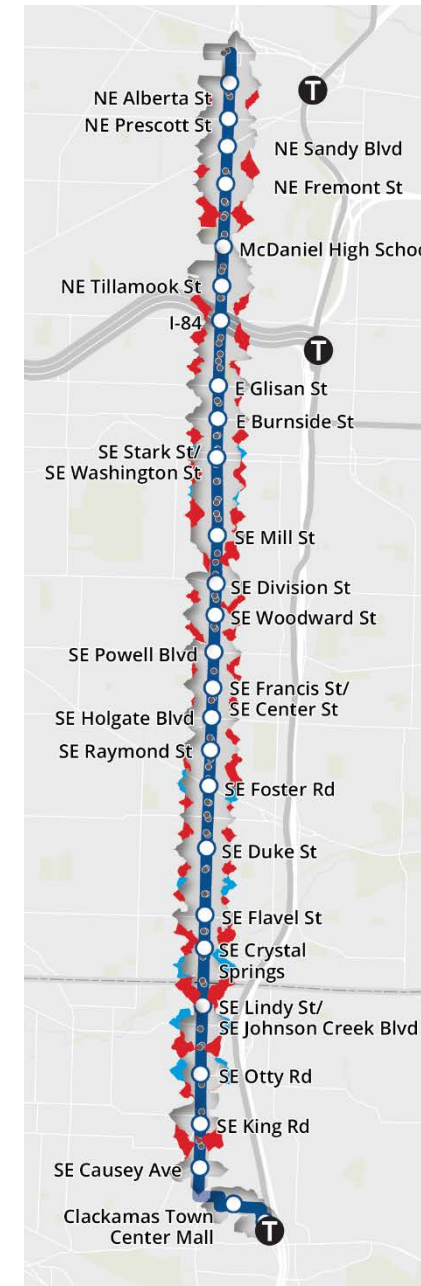 NE Alberta St
T
NE Prescott St
NE Sandy Blvd
NE Fremont St
McDaniel High Schoo
NE Tillamook St
I-84
T
E Glisan St
E Burnside St
SE Stark St/
SE Washington St
SE Mill St
SE Division St
SE Woodward St
SE Powell Blvd
SE Francis St/
SE Center St
SE Holgate Blvd
SE Raymond St
SE Foster Rd
SE Duke St
SE Flavel St
SE Crystal
Springs
SE Lindy St/
SE Johnson Creek Blvd
SE Otty Rd
SE King Rd
SE Causey Ave
Clackamas Town
Center Mall
T